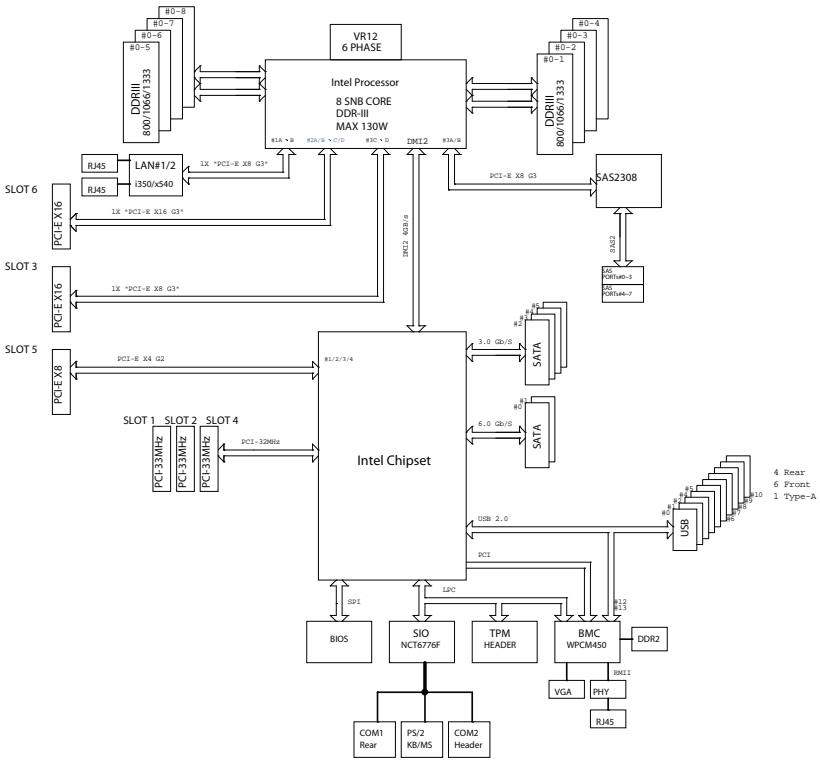 #0-8
#0-7
#0-6
#0-5
DDRIII
800/1066/1333
VR12
6 PHASE
#0-4
#0-3
#0-2
#0-1
DDRIII
800/1066/1333
Intel Processor
8 SNB CORE
DDR-III
MAX 130W
#1A、B
#2A/B、C/D
#3C、D
DMI2
#3A/B
RJ45
RJ45
LAN#1/2
i350/x540
1X "PCI-E X8 G3"
PCI-E X8 G3
SAS2308
SLOT 6
PCI-E X16
1X "PCI-E X16 G3"
DMI2 4GB/s
SAS2
SAS
PORTs#0~3
SAS
PORTs#4~7
SLOT 3
PCI-E X16
1X "PCI-E X8 G3"
SLOT 5
PCI-E X8
PCI-E X4 G2
#1/2/3/4
3.0 Gb/S
#5
#4
#3
#2
SATA
SLOT 1
SLOT 2
SLOT 4
PCI-33MHz
PCI-33MHz
PCI-33MHz
PCI-32MHz
Intel Chipset
6.0 Gb/S
#1
#0
SATA
4 Rear
6 Front
1 Type-A
USB 2.0
#0
#4
#5
#6
#7
#8
#9
#10
USB
PCI
SPI
LPC
#12
#13
BIOS
SIO
NCT6776F
TPM
HEADER
BMC
WPCM450
DDR2
RMII
VGA
PHY
RJ45
COM1
Rear
PS/2
KB/MS
COM2
Header